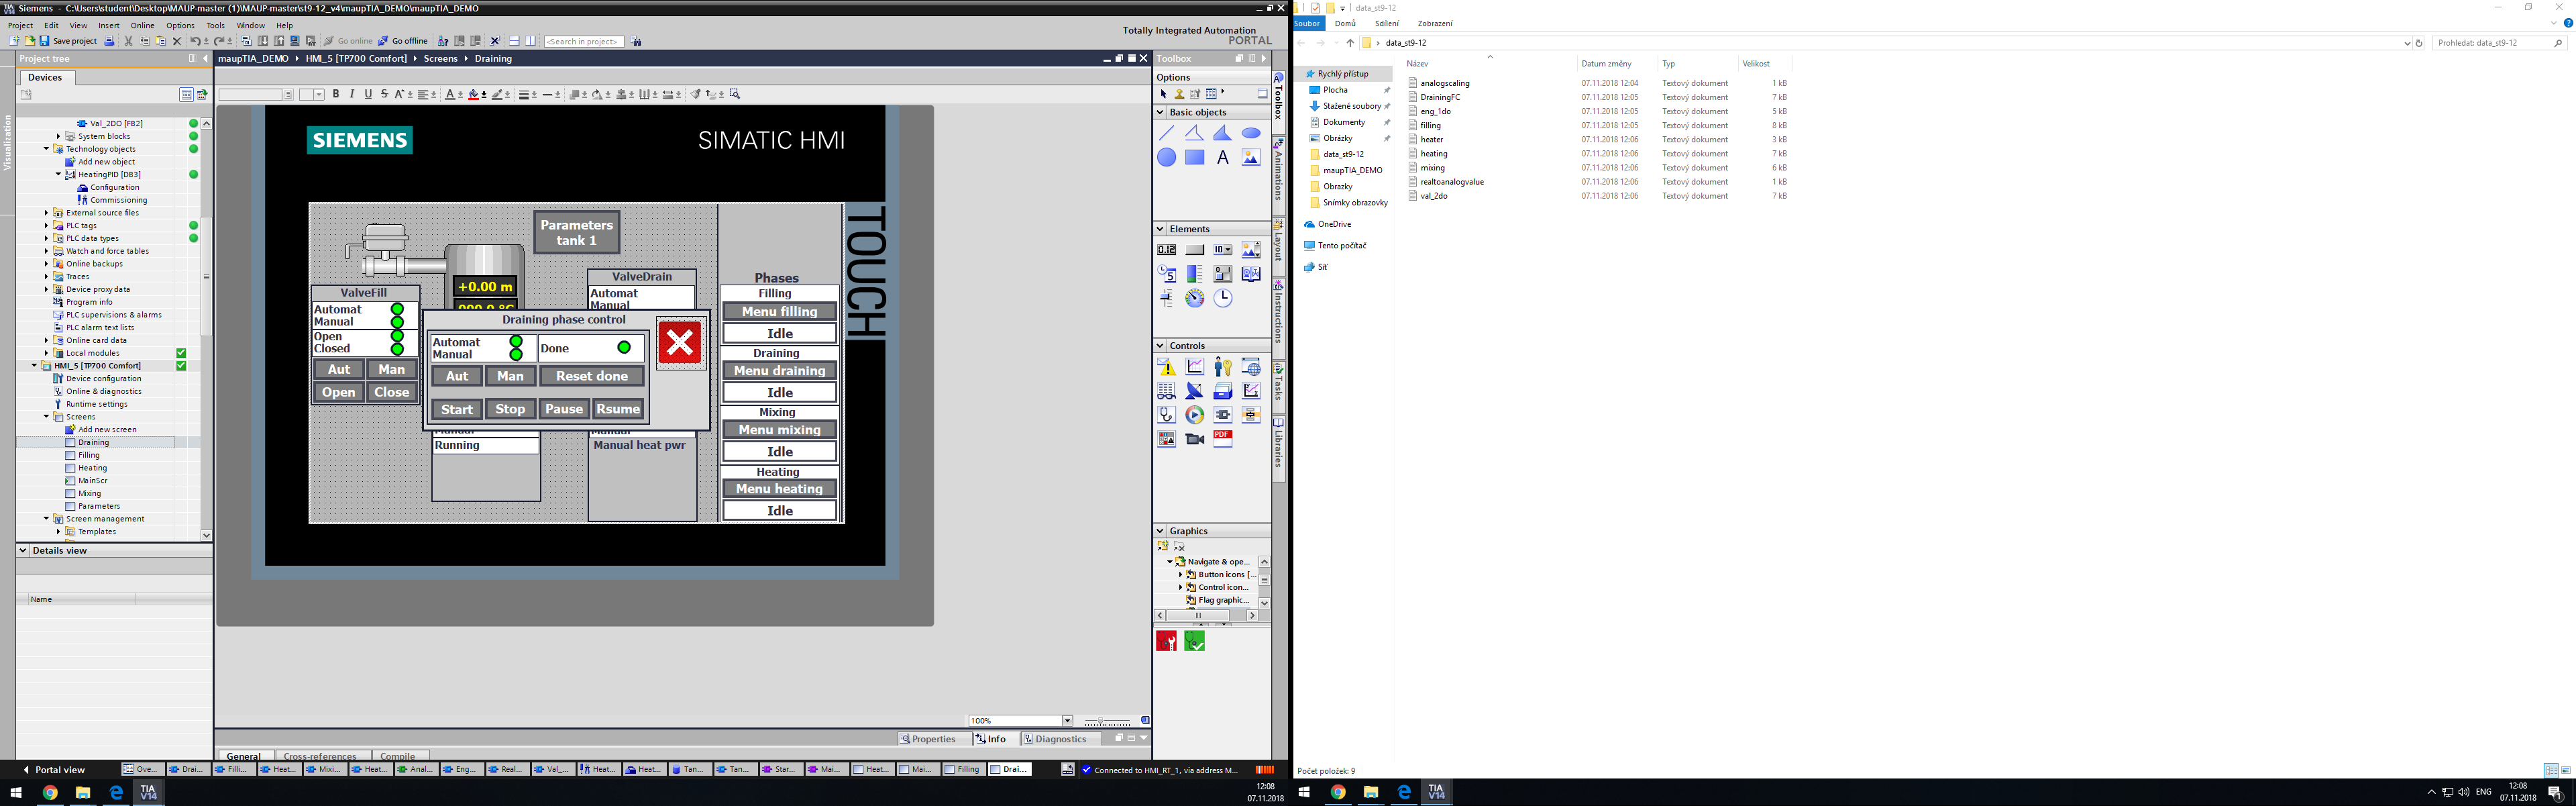 Siemens - C:\Users\student\Desktop\MAUP-master (1)\MAUP-master\st9-12_v4\maupTIA_DEMO\maupTIA_DEMO
Project Edit View Insert Online Options Tools Window Help
Save project Go online Go offline <Search in project>
Totally Integrated Automation
PORTAL
Project tree
Devices
Visualization
Val_2DO [FB2]
System blocks
Technology objects
Add new object
HeatingPID [DB3]
Configuration
Commissioning
External source files
PLC tags
PLC data types
Watch and force tables
Online backups
Traces
Device proxy data
Program info
PLC supervisions & alarms
PLC alarm text lists
Online card data
Local modules
HMI_5 [TP700 Comfort]
Device configuration
Online & diagnostics
Runtime settings
Screens
Add new screen
Draining
Filling
Heating
MainScr
Mixing
Parameters
Screen management
Templates
Details view
Name
maupTIA_DEMO HMI_5 [TP700 Comfort] Screens Draining
SIEMENS
SIMATIC HMI
TOUCH
Parameters
tank 1
+0.00 m
ValveFill
Automat
Manual
Open
Closed
Aut Man
Open Close
ValveDrain
Automat
Manual
Draining phase control
Automat
Manual
Done
Aut Man Reset done
Start Stop Pause Rsume
Running
Manual heat pwr
Phases
Filling
Menu filling
Idle
Draining
Menu draining
Idle
Mixing
Menu mixing
Idle
Heating
Menu heating
Idle
100%
Properties Info Diagnostics
General Cross-references Compile
Toolbox
Options
Basic objects
Elements
Controls
Graphics
Navigate & ope...
Button icons [...
Control icon...
Flag graphic...
Toolbox
Animations
Layout
Instructions
Tasks
Libraries
Portal view
Ove... Drai... Filli... Heat... Mixi... Heat... Anal... Eng... Real... Val_... Heat... Heat... Tan... Tan... Star... Mai... Heat... Mai... Filling Drai...
Connected to HMI_RT_1, via address M...
TIA
V14
12:08
07.11.2018
data_st9-12
Soubor Domů Sdílení Zobrazení
data_st9-12
Prohledat: data_st9-12
Rychlý přístup
Plocha
Stažené soubory
Dokumenty
Obrázky
data_st9-12
maupTIA_DEMO
Obrazky
Snímky obrazovky
OneDrive
Tento počítač
Síť
Název Datum změny Typ Velikost
analogscaling 07.11.2018 12:04 Textový dokument 1 kB
DrainingFC 07.11.2018 12:05 Textový dokument 7 kB
eng_1do 07.11.2018 12:05 Textový dokument 5 kB
filling 07.11.2018 12:05 Textový dokument 8 kB
heater 07.11.2018 12:06 Textový dokument 3 kB
heating 07.11.2018 12:06 Textový dokument 7 kB
mixing 07.11.2018 12:06 Textový dokument 6 kB
realtoanalogvalue 07.11.2018 12:06 Textový dokument 1 kB
val_2do 07.11.2018 12:06 Textový dokument 7 kB
Počet položek: 9
TIA
V14
ENG
12:08
07.11.2018